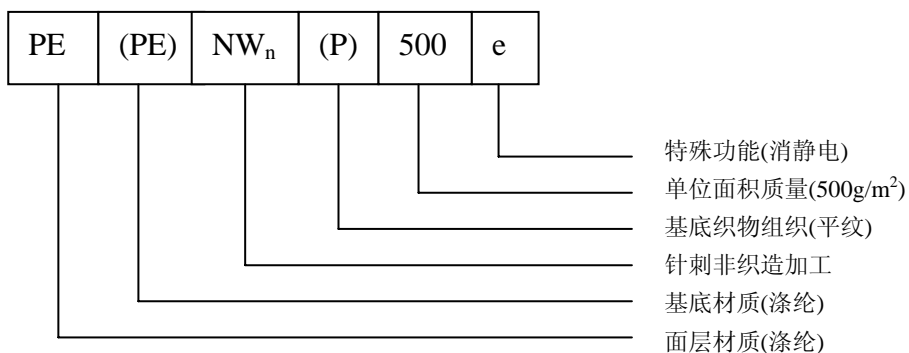 PE (PE) NWₙ (P) 500 e
特殊功能(消静电)
单位面积质量(500g/m²)
基底织物组织(平纹)
针刺非织造加工
基底材质(涤纶)
面层材质(涤纶)